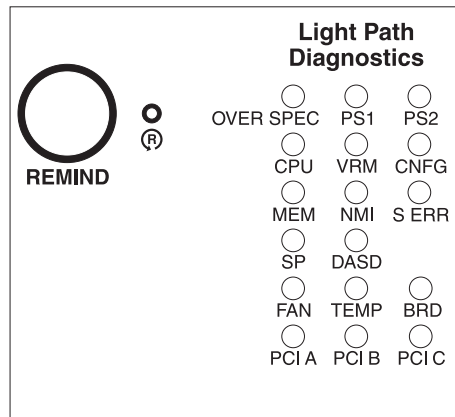 Light Path
Diagnostics
OVER SPEC PS1 PS2
R
REMIND
CPU VRM CNFG
MEM NMI S ERR
SP DASD
FAN TEMP BRD
PCI A PCI B PCI C